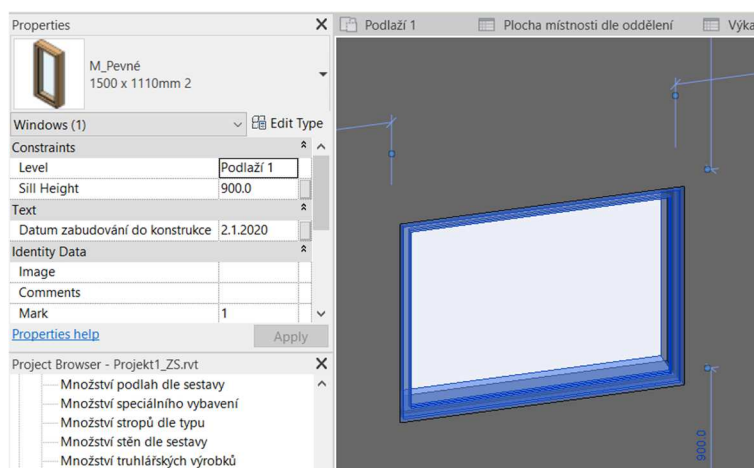 Properties
M_Pevné
1500 x 1110mm 2
Windows (1)
Edit Type
Constraints
Level Podlaží 1
Sill Height 900.0
Text
Datum zabudování do konstrukce 2.1.2020
Identity Data
Image
Comments
Mark 1
Properties help Apply
Project Browser - Projekt1_ZS.rvt
Množství podlah dle sestavy
Množství speciálního vybavení
Množství stropů dle typu
Množství stěn dle sestavy
Množství truhlářských výrobků
Podlaží 1 Plocha místnosti dle oddělení Výka
900.0